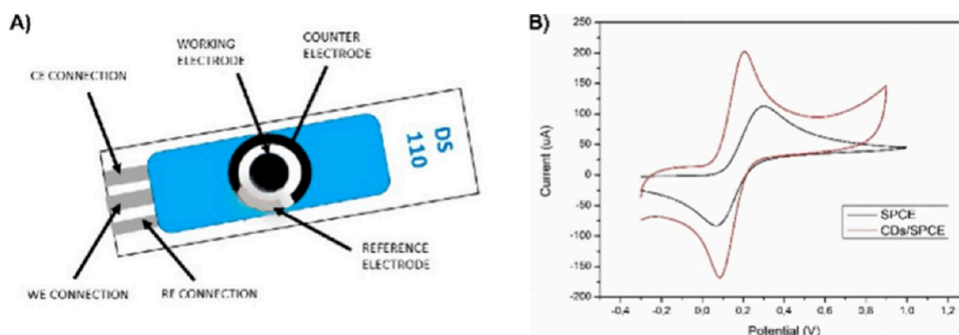 A)
WORKING
ELECTRODE
COUNTER
ELECTRODE
CE CONNECTION
DS
110
REFERENCE
ELECTRODE
WE CONNECTION
RE CONNECTION
B)
250
200
150
100
50
0
-50
-100
-150
-200
Current (uA)
SPCE
CDs/SPCE
-0,4
-0,2
0,0
0,2
0,4
0,6
0,8
1,0
1,2
Potential (V)